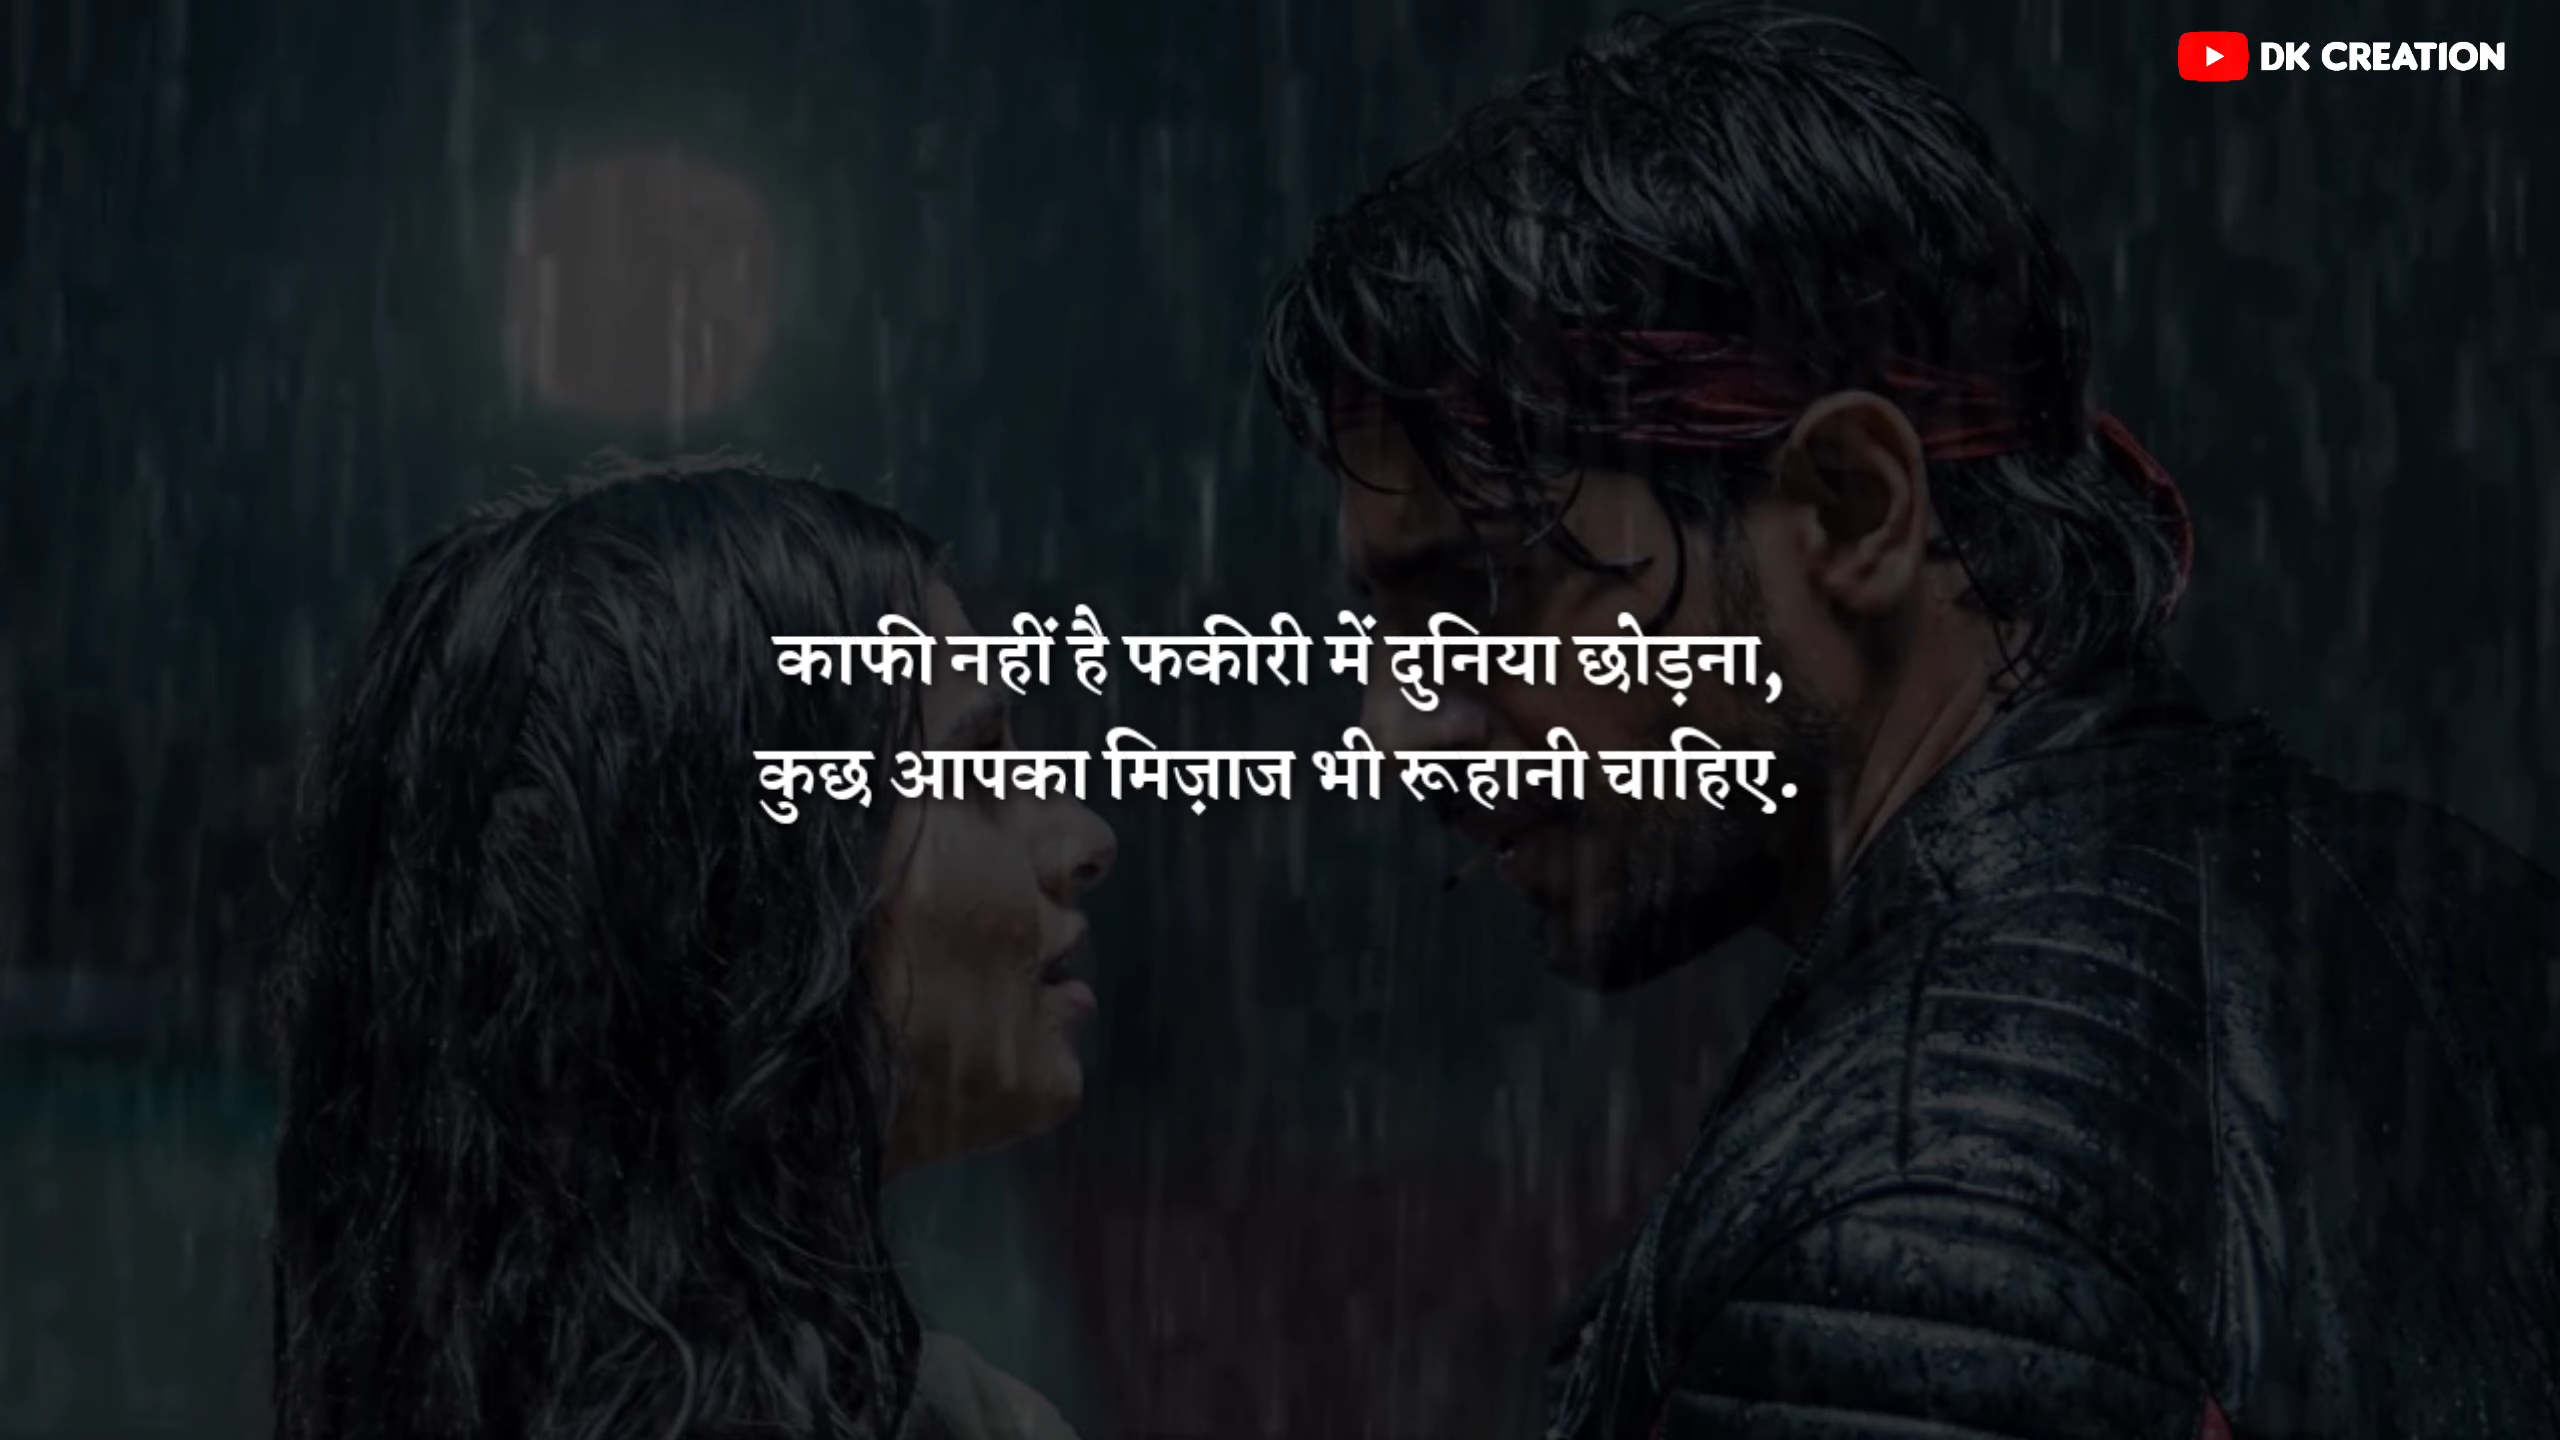 DK CREATION
काफी नहीं है फकीरी में दुनिया छोड़ना,
कुछ आपका मिज़ाज भी रूहानी चाहिए.